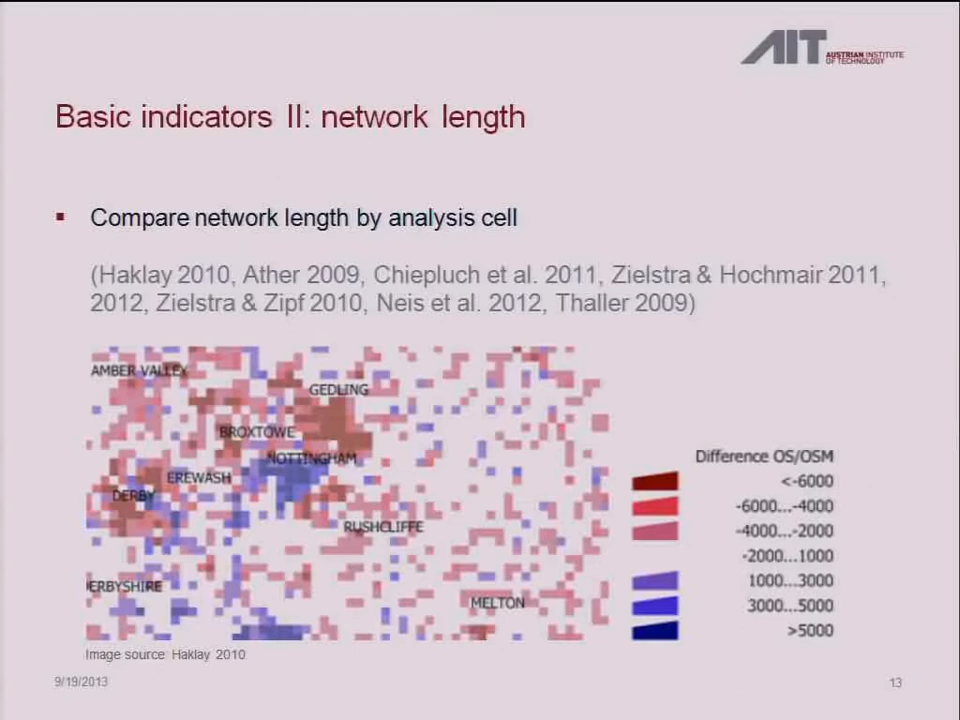 AIT AUSTRIAN INSTITUTE
OF TECHNOLOGY
Basic indicators II: network length
▪ Compare network length by analysis cell
(Haklay 2010, Ather 2009, Chiepluch et al. 2011, Zielstra & Hochmair 2011,
2012, Zielstra & Zipf 2010, Neis et al. 2012, Thaller 2009)
AMBER VALLEY
GEDLING
BROXTOWE
NOTTINGHAM
EREWASH
DERBY
RUSHCLIFFE
DERBYSHIRE
MELTON
Difference OS/OSM
<-6000
-6000...-4000
-4000...-2000
-2000...1000
1000...3000
3000...5000
>5000
Image source: Haklay 2010
9/19/2013
13